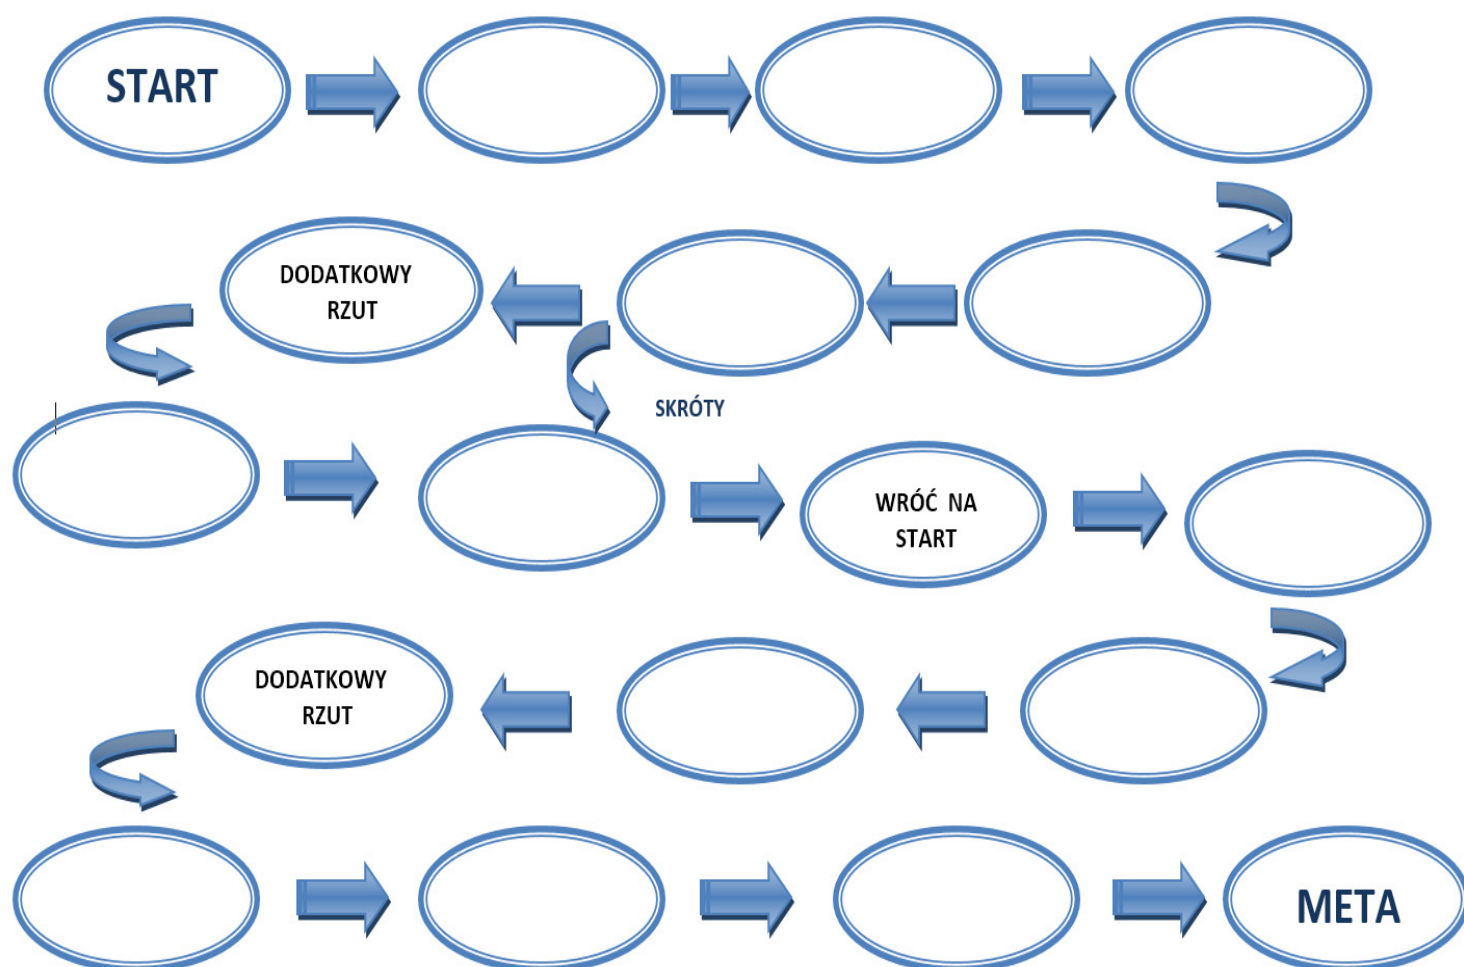 START
DODATKOWY
RZUT
SKRÓTY
WRÓĆ NA
START
DODATKOWY
RZUT
META